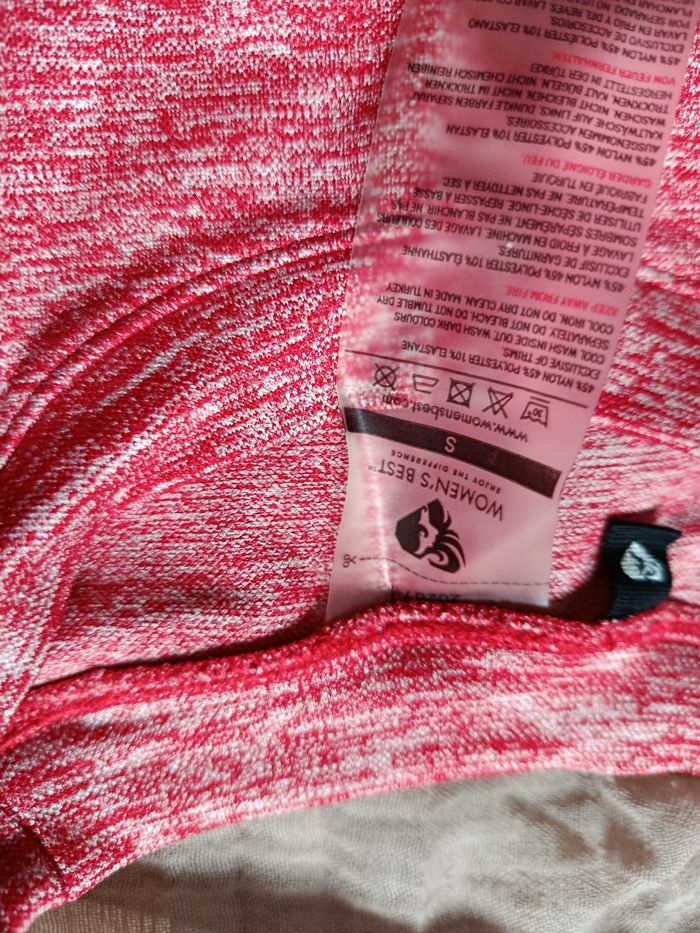 WOMEN'S BEST™
ENJOY THE DIFFERENCE
S
www.womensbest.com
30°
45% NYLON 45% POLYESTER 10% ELASTANE
EXCLUSIVE OF TRIMS
COOL WASH INSIDE OUT. WASH DARK COLOURS
SEPARATELY. DO NOT BLEACH. DO NOT TUMBLE DRY
COOL IRON. DO NOT DRY CLEAN. MADE IN TURKEY
KEEP AWAY FROM FIRE.
45% NYLON 45% POLYESTER 10% ÉLASTHANNE
EXCLUSIF DE GARNITURES.
LAVAGE À FROID EN MACHINE. LAVAGE DES COULEURS
SOMBRES SÉPARÉMENT. NE PAS BLANCHIR. NE PAS
UTILISER DE SÈCHE-LINGE. REPASSER À BASSE
TEMPÉRATURE. NE PAS NETTOYER À SEC.
FABRIQUÉ EN TURQUIE
GARDER ÉLOIGNÉ DU FEU.
45% NYLON 45% POLYESTER 10% ELASTAN
AUSGENOMMEN ACCESSOIRES.
KALTWÄSCHE AUF LINKS. DUNKLE FARBEN SEPARAT
WASCHEN. NICHT BLEICHEN. NICHT IM TROCKNER
TROCKNEN. KALT BÜGELN. NICHT CHEMISCH REINIGEN
HERGESTELLT IN DER TÜRKEI
VON FEUER FERNHALTEN
45% NYLON 45% POLIÉSTER 10% ELASTANO
EXCLUSIVO DE ACCESORIOS.
LAVAR EN FRÍO Y DEL REVÉS. LAVAR
POR SEPARADO. NO